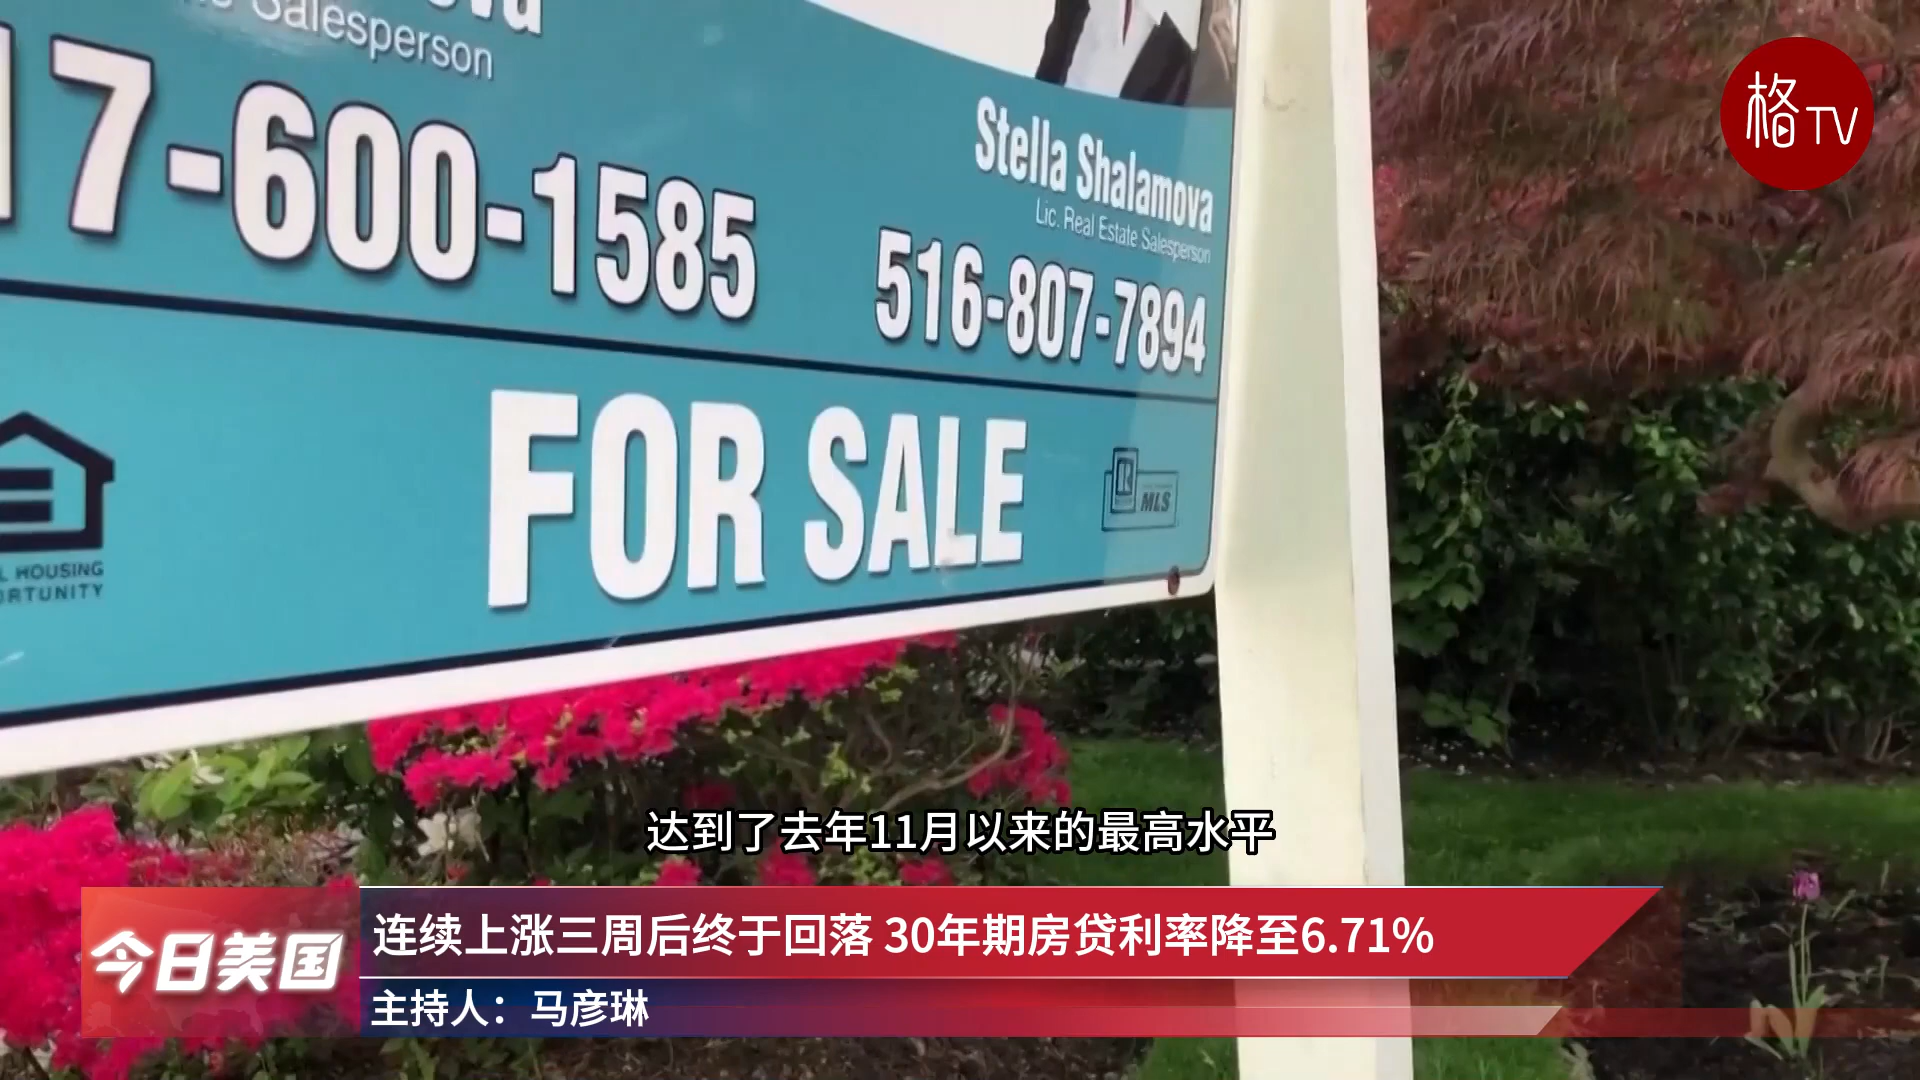 Salesperson
17-600-1585
Stella Shalamova
Lic. Real Estate Salesperson
516-807-7894
FOR SALE
MLS
HOUSING
格TV
达到了去年11月以来的最高水平
今日美国
连续上涨三周后终于回落 30年期房贷利率降至6.71%
主持人：马彦琳